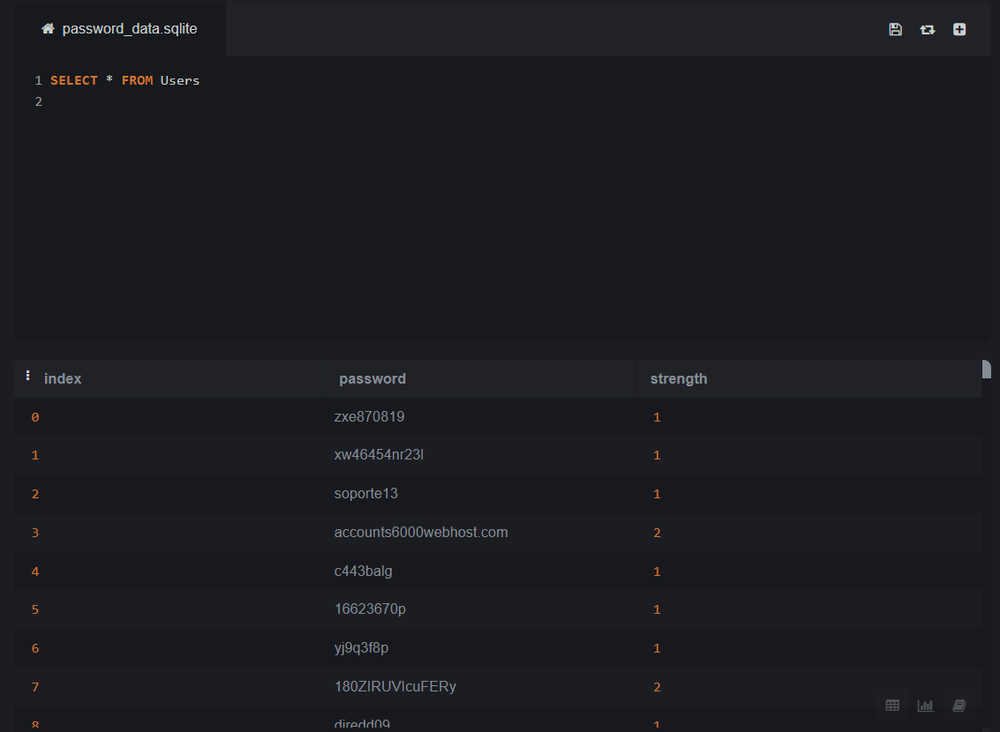 password_data.sqlite
1 SELECT * FROM Users
2
index password strength
0 zxe870819 1
1 xw46454nr23l 1
2 soporte13 1
3 accounts6000webhost.com 2
4 c443balg 1
5 16623670p 1
6 yj9q3f8p 1
7 180ZIRUVIcuFERy 2
8 diredd09 1